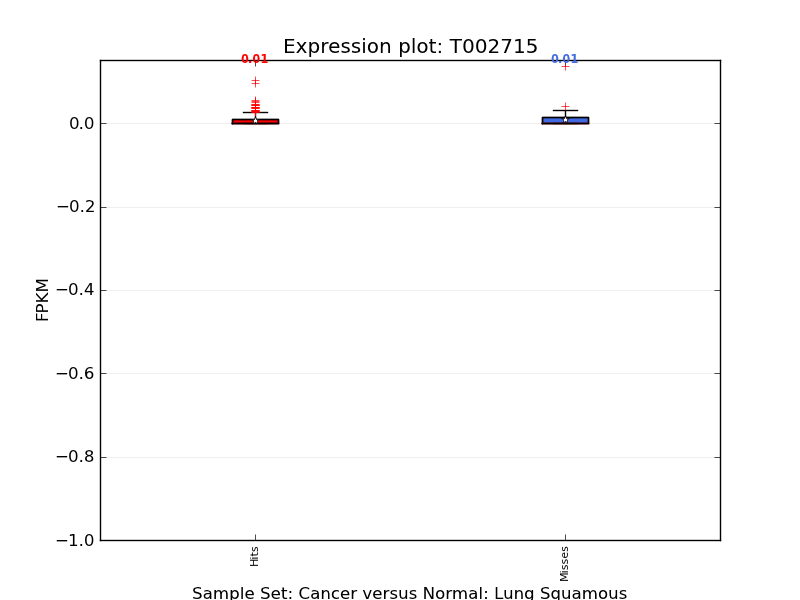 Expression plot: T002715
0.01 0.01
0.0
−0.2
−0.4
−0.6
−0.8
−1.0
FPKM
Hits Misses
Sample Set: Cancer versus Normal: Lung Squamous